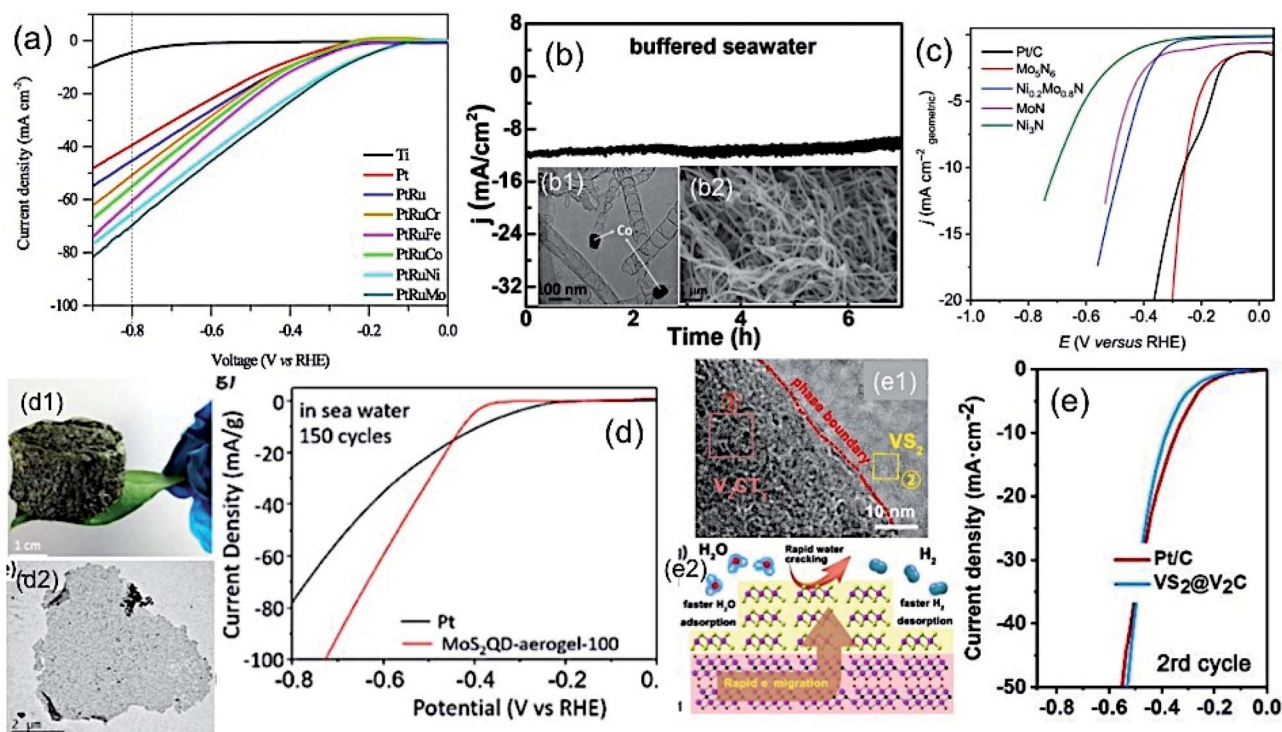 (a)
0
-20
-40
-60
-80
-100
Current density (mA cm⁻²)
Ti
Pt
PtRu
PtRuCr
PtRuFe
PtRuCo
PtRuNi
PtRuMo
-0.8
-0.6
-0.4
-0.2
0.0
Voltage (V vs RHE)
(b)
buffered seawater
8
0
-8
-16
-24
-32
j (mA/cm²)
(b1)
Co
100 nm
(b2)
μm
0
2
4
6
Time (h)
(c)
Pt/C
Mo₅N₆
Ni₀.₂Mo₀.₈N
MoN
Ni₃N
-5
-10
-15
-20
j (mA cm⁻² geometric)
-1.0
-0.8
-0.6
-0.4
-0.2
0.0
E (V versus RHE)
(d1)
1 cm
(d2)
2 μm
g)
(d)
in sea water
150 cycles
0
-20
-40
-60
-80
-100
Current Density (mA/g)
Pt
MoS₂QD-aerogel-100
-0.8
-0.6
-0.4
-0.2
0.
Potential (V vs RHE)
(e1)
phase boundary
①
VS₂
②
V₂CTₓ
10 nm
(e2)
H₂O
Rapid water
cracking
H₂
faster H₂O
adsorption
faster H₂
desorption
Rapid e⁻ migration
(e)
0
-10
-20
-30
-40
-50
Current density (mA·cm⁻²)
Pt/C
VS₂@V₂C
2rd cycle
-0.6
-0.4
-0.2
0.0